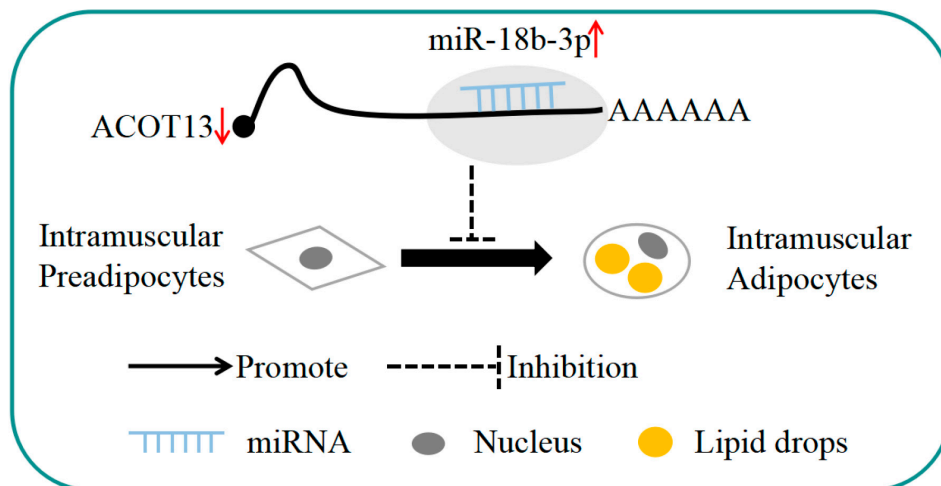 miR-18b-3p
ACOT13
AAAAAA
Intramuscular
Preadipocytes
Intramuscular
Adipocytes
Promote
Inhibition
miRNA
Nucleus
Lipid drops